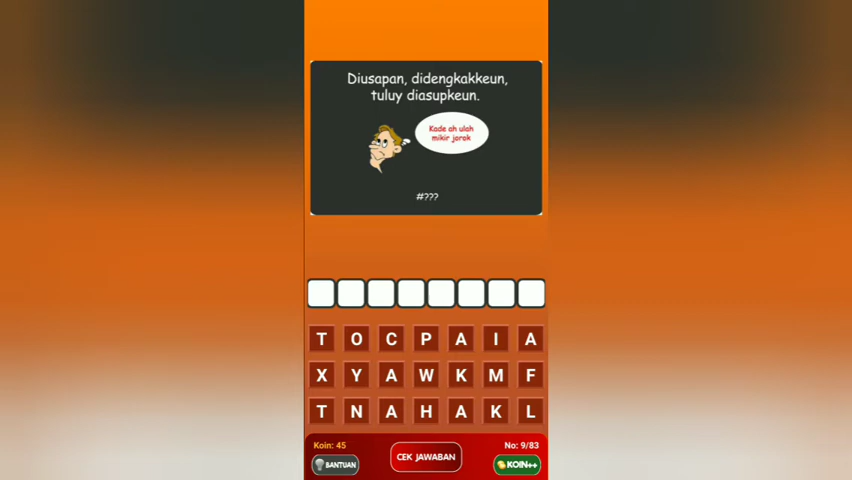 Diusapan, didengkakkeun,
tuluy diasupkeun.
Kade ah ulah
mikir jorok
#???
T O C P A I A
X Y A W K M F
T N A H A K L
Koin: 45
No: 9/83
BANTUAN
CEK JAWABAN
KOIN++